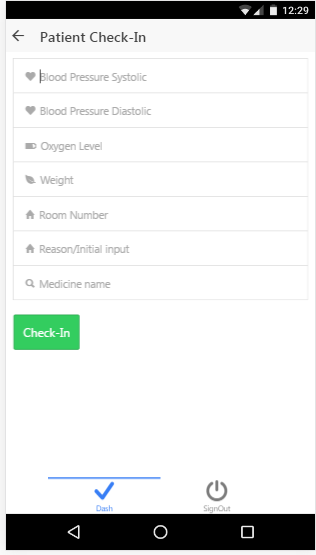 12:29
Patient Check-In
Blood Pressure Systolic
Blood Pressure Diastolic
Oxygen Level
Weight
Room Number
Reason/Initial input
Medicine name
Check-In
Dash
SignOut